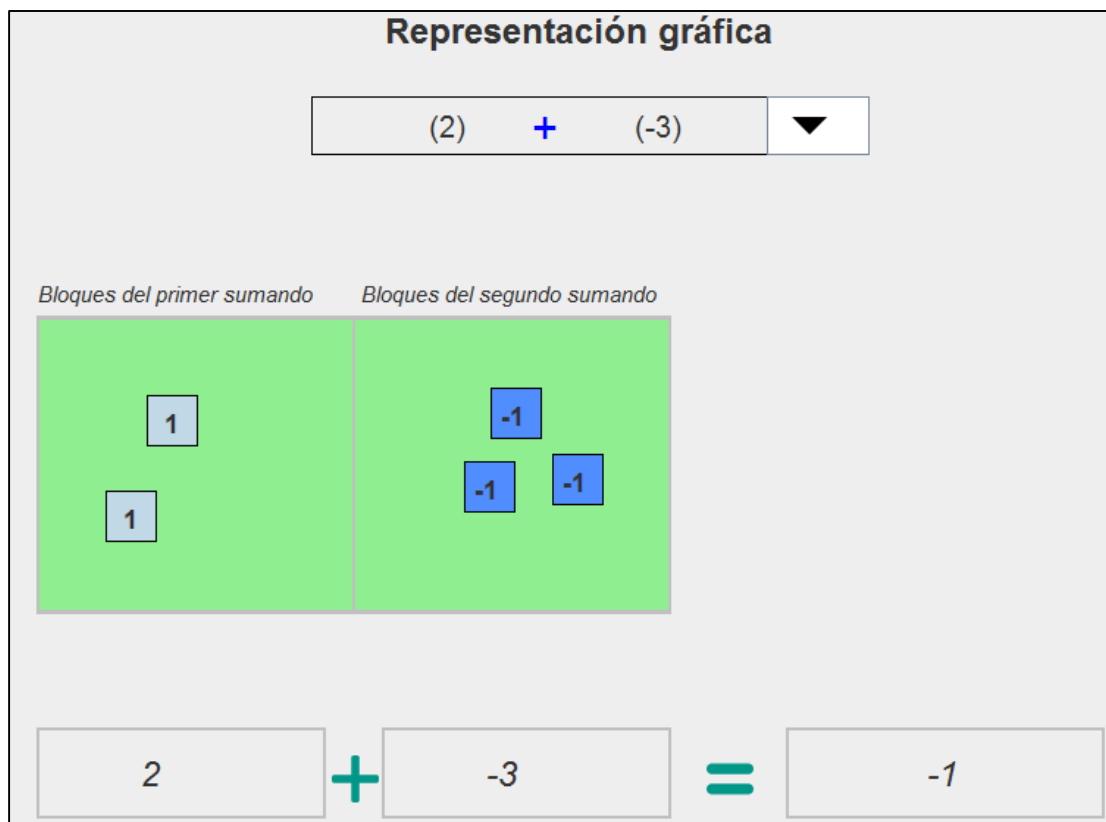 Representación gráfica
(2) + (-3)
Bloques del primer sumando Bloques del segundo sumando
1
-1
-1
-1
1
2 + -3 = -1